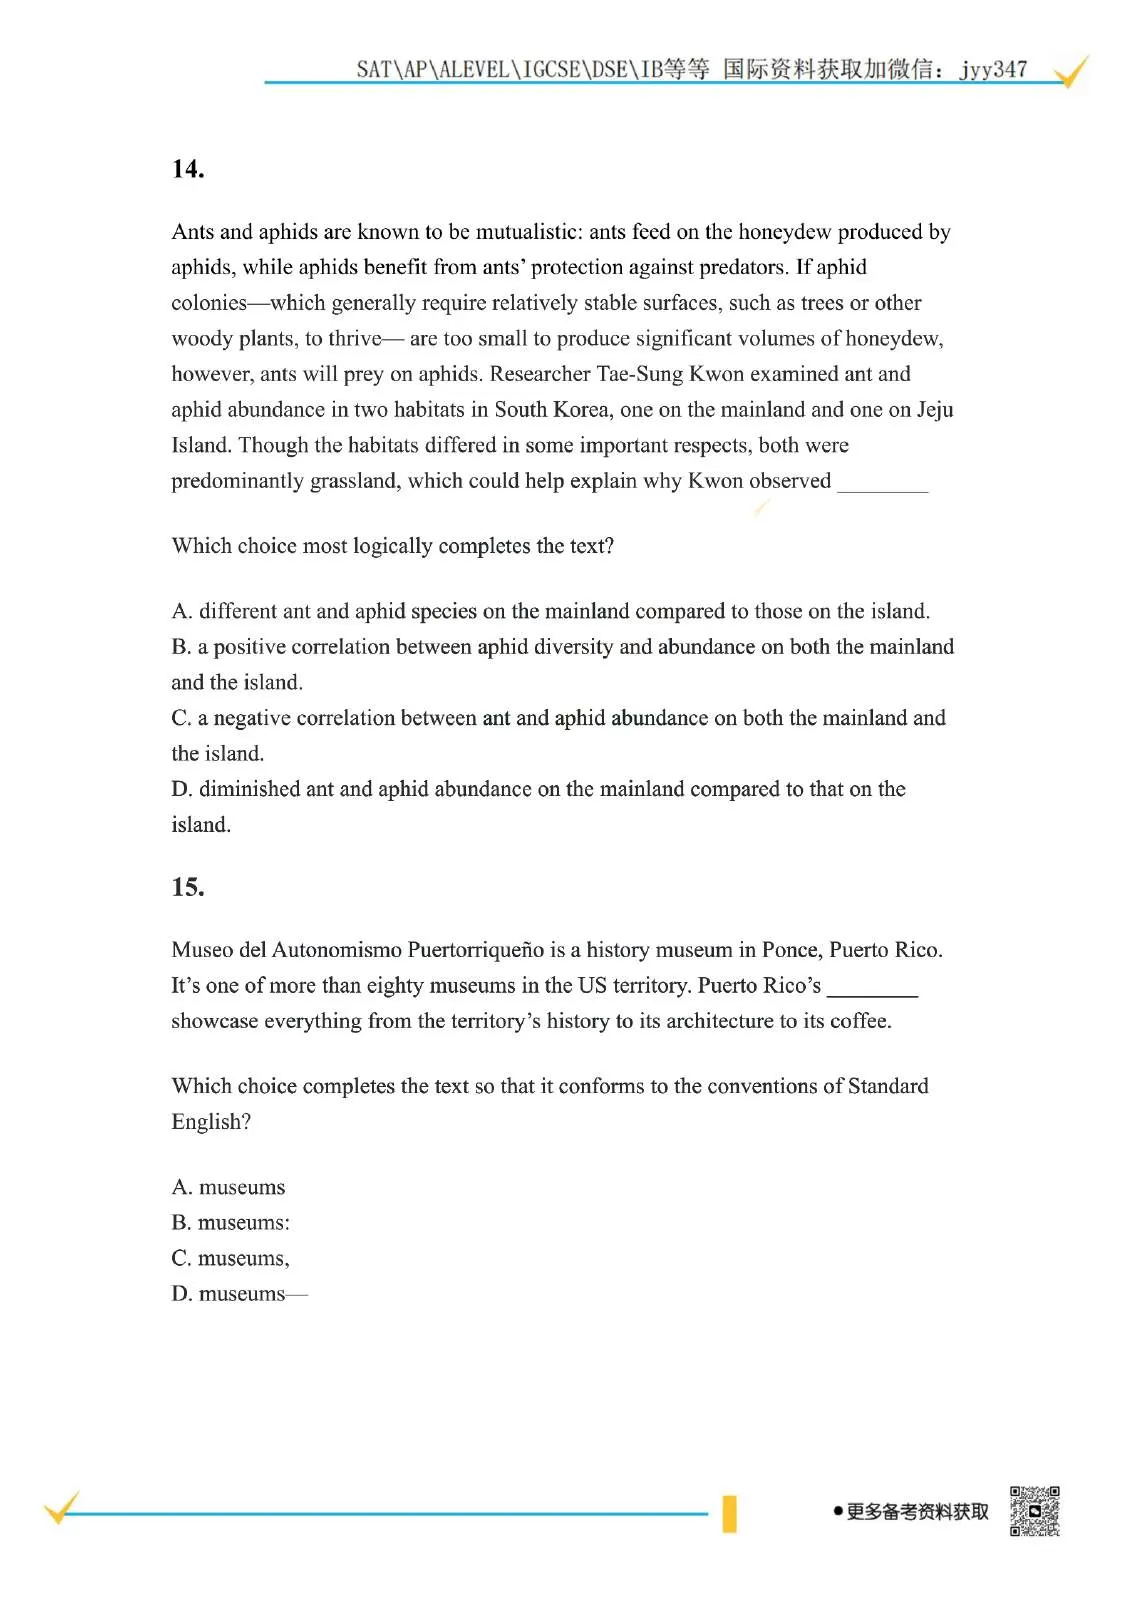 SAT\AP\ALEVEL\IGCSE\DSE\IB等等 国际资料获取加微信：jyy347
14.
Ants and aphids are known to be mutualistic: ants feed on the honeydew produced by
aphids, while aphids benefit from ants’ protection against predators. If aphid
colonies—which generally require relatively stable surfaces, such as trees or other
woody plants, to thrive— are too small to produce significant volumes of honeydew,
however, ants will prey on aphids. Researcher Tae-Sung Kwon examined ant and
aphid abundance in two habitats in South Korea, one on the mainland and one on Jeju
Island. Though the habitats differed in some important respects, both were
predominantly grassland, which could help explain why Kwon observed ________
Which choice most logically completes the text?
A. different ant and aphid species on the mainland compared to those on the island.
B. a positive correlation between aphid diversity and abundance on both the mainland
and the island.
C. a negative correlation between ant and aphid abundance on both the mainland and
the island.
D. diminished ant and aphid abundance on the mainland compared to that on the
island.
15.
Museo del Autonomismo Puertorriqueño is a history museum in Ponce, Puerto Rico.
It’s one of more than eighty museums in the US territory. Puerto Rico’s ________
showcase everything from the territory’s history to its architecture to its coffee.
Which choice completes the text so that it conforms to the conventions of Standard
English?
A. museums
B. museums:
C. museums,
D. museums—
●更多备考资料获取